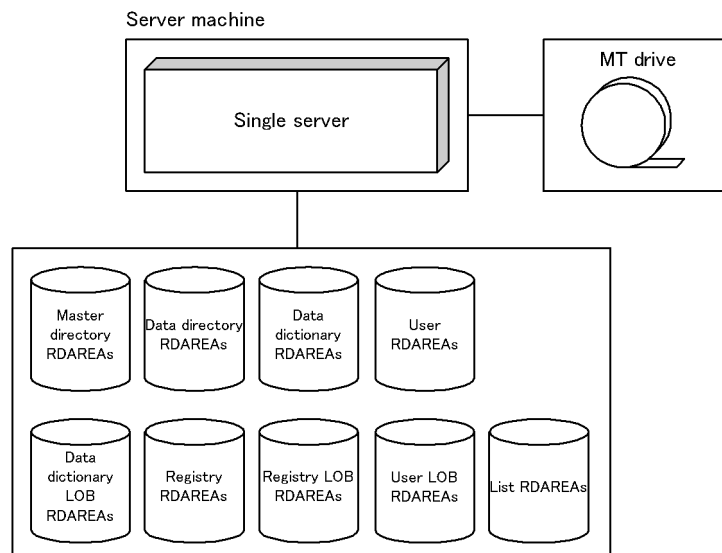 Server machine
MT drive
Single server
Master
directory
RDAREAs
Data directory
RDAREAs
Data
dictionary
RDAREAs
User
RDAREAs
Data
dictionary
LOB
RDAREAs
Registry
RDAREAs
Registry LOB
RDAREAs
User LOB
RDAREAs
List RDAREAs